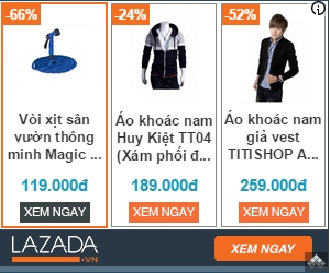 -66%
Vòi xịt sân
vườn thông
minh Magic ...
119.000đ
XEM NGAY
-24%
Áo khoác nam
Huy Kiệt TT04
(Xám phối đ...
189.000đ
XEM NGAY
-52%
Áo khoác nam
giả vest
TITISHOP A...
259.000đ
XEM NGAY
LAZADA
.VN
XEM NGAY